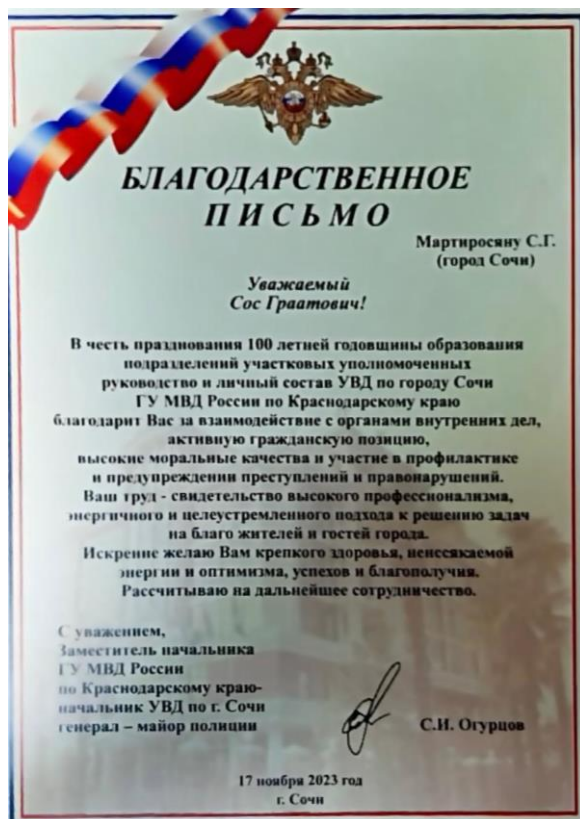 БЛАГОДАРСТВЕННОЕ
ПИСЬМО
Мартиросяну С.Г.
(город Сочи)
Уважаемый
Сос Граатович!
В честь празднования 100 летней годовщины образования
подразделений участковых уполномоченных
руководство и личный состав УВД по городу Сочи
ГУ МВД России по Краснодарскому краю
благодарит Вас за взаимодействие с органами внутренних дел,
активную гражданскую позицию,
высокие моральные качества и участие в профилактике
и предупреждении преступлений и правонарушений.
Ваш труд - свидетельство высокого профессионализма,
энергичного и целеустремленного подхода к решению задач
на благо жителей и гостей города.
Искренне желаю Вам крепкого здоровья, неиссякаемой
энергии и оптимизма, успехов и благополучия.
Рассчитываю на дальнейшее сотрудничество.
С уважением,
Заместитель начальника
ГУ МВД России
по Краснодарскому краю-
начальник УВД по г. Сочи
генерал – майор полиции
С.И. Огурцов
17 ноября 2023 год
г. Сочи